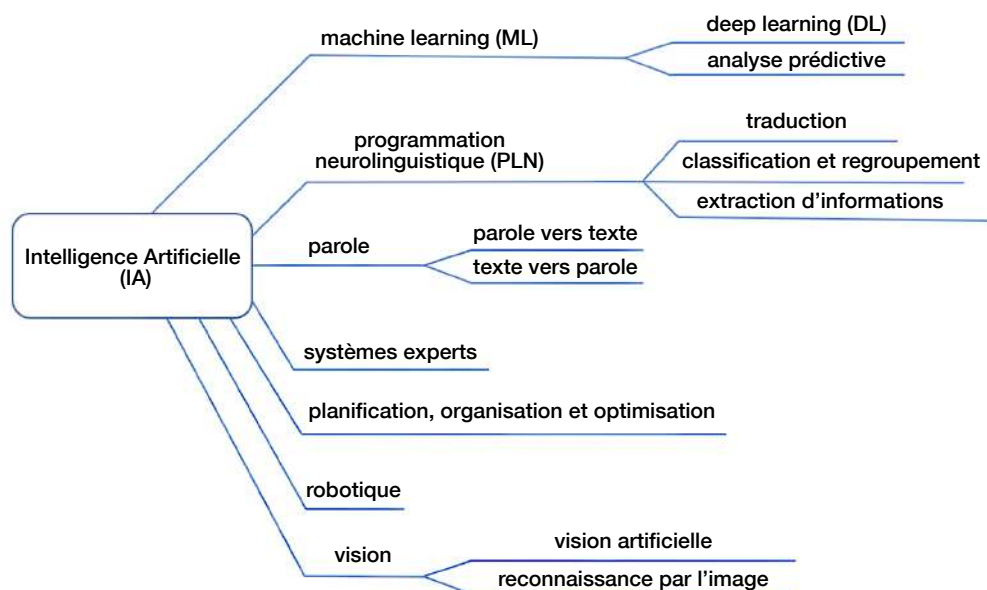 machine learning (ML)
deep learning (DL)
analyse prédictive
programmation
neurolinguistique (PLN)
traduction
classification et regroupement
extraction d'informations
Intelligence Artificielle
(IA)
parole
parole vers texte
texte vers parole
systèmes experts
planification, organisation et optimisation
robotique
vision
vision artificielle
reconnaissance par l'image